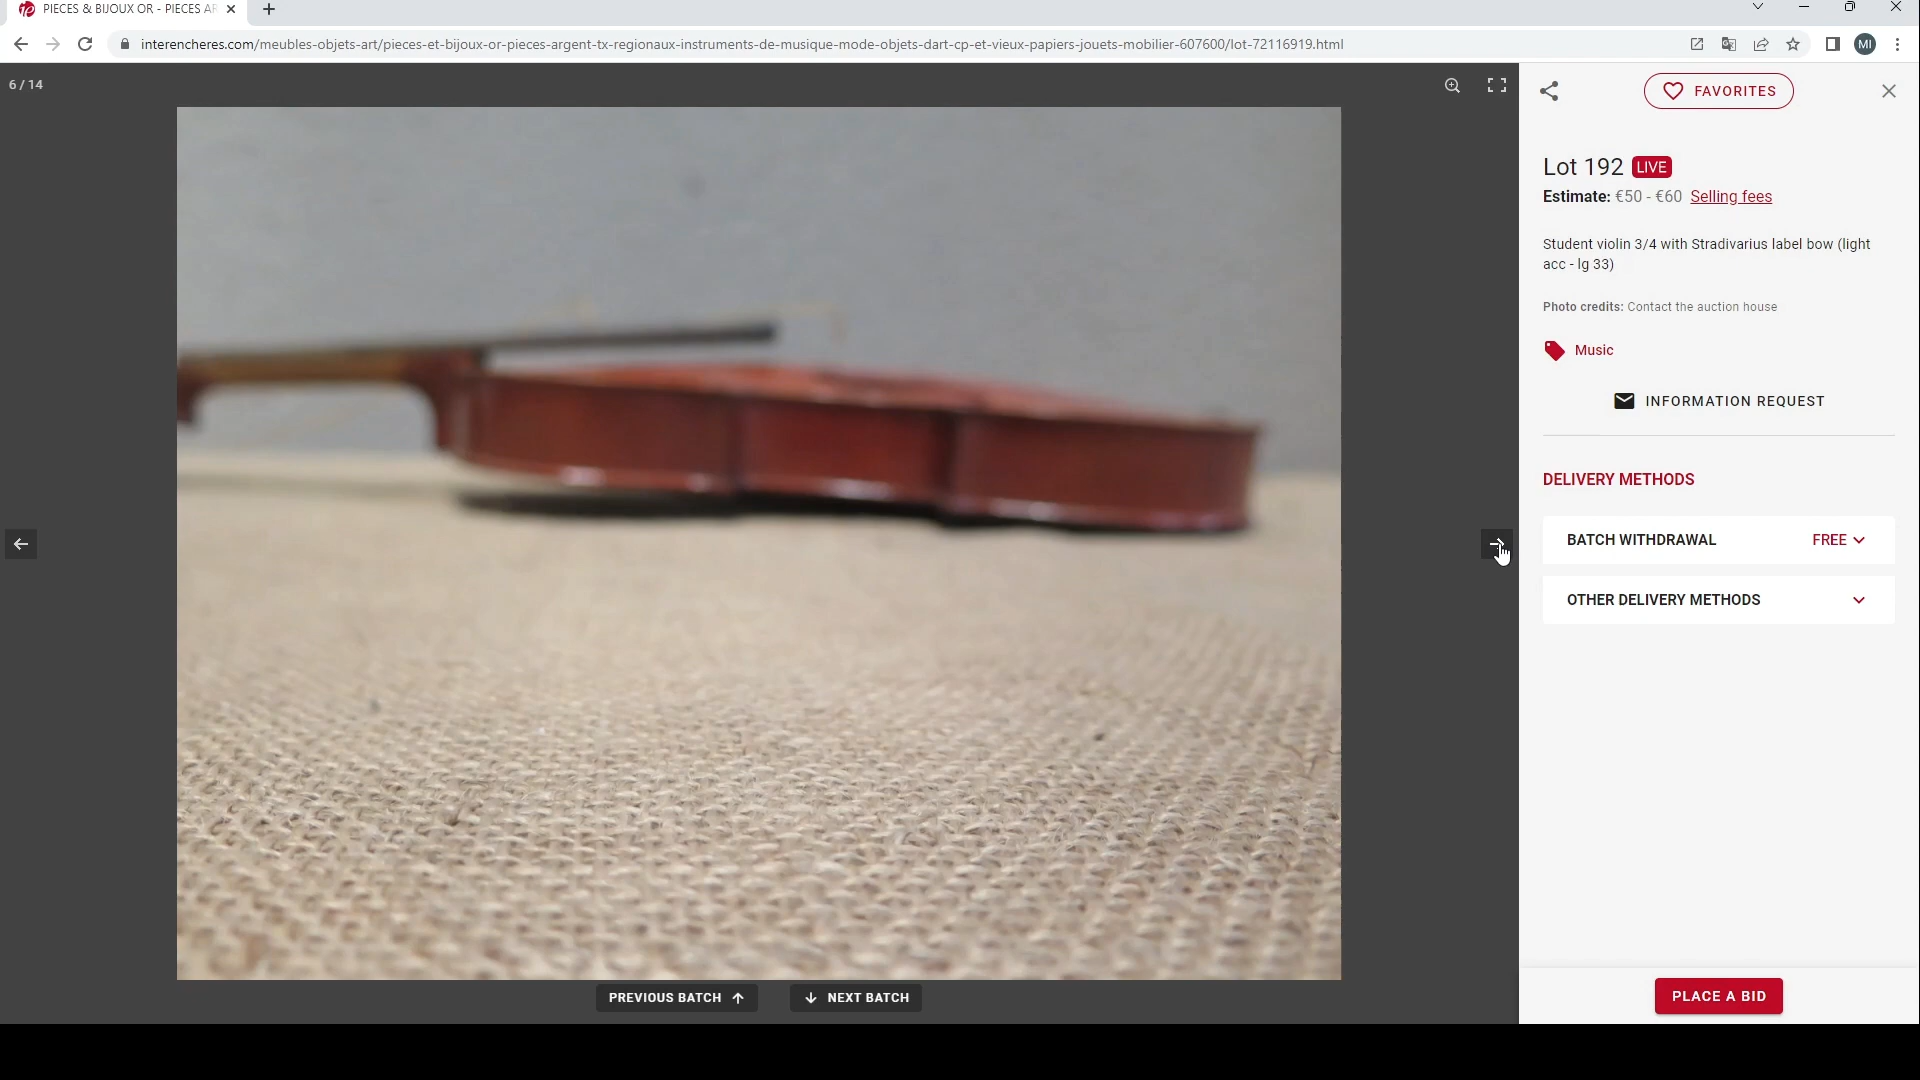 PIECES & BIJOUX OR - PIECES AR
interencheres.com/meubles-objets-art/pieces-et-bijoux-or-pieces-argent-tx-regionaux-instruments-de-musique-mode-objets-dart-cp-et-vieux-papiers-jouets-mobilier-607600/lot-72116919.html
MI
6 / 14
FAVORITES
Lot 192 LIVE
Estimate: €50 - €60 Selling fees
Student violin 3/4 with Stradivarius label bow (light
acc - lg 33)
Photo credits: Contact the auction house
Music
INFORMATION REQUEST
DELIVERY METHODS
BATCH WITHDRAWAL FREE
OTHER DELIVERY METHODS
PREVIOUS BATCH NEXT BATCH
PLACE A BID